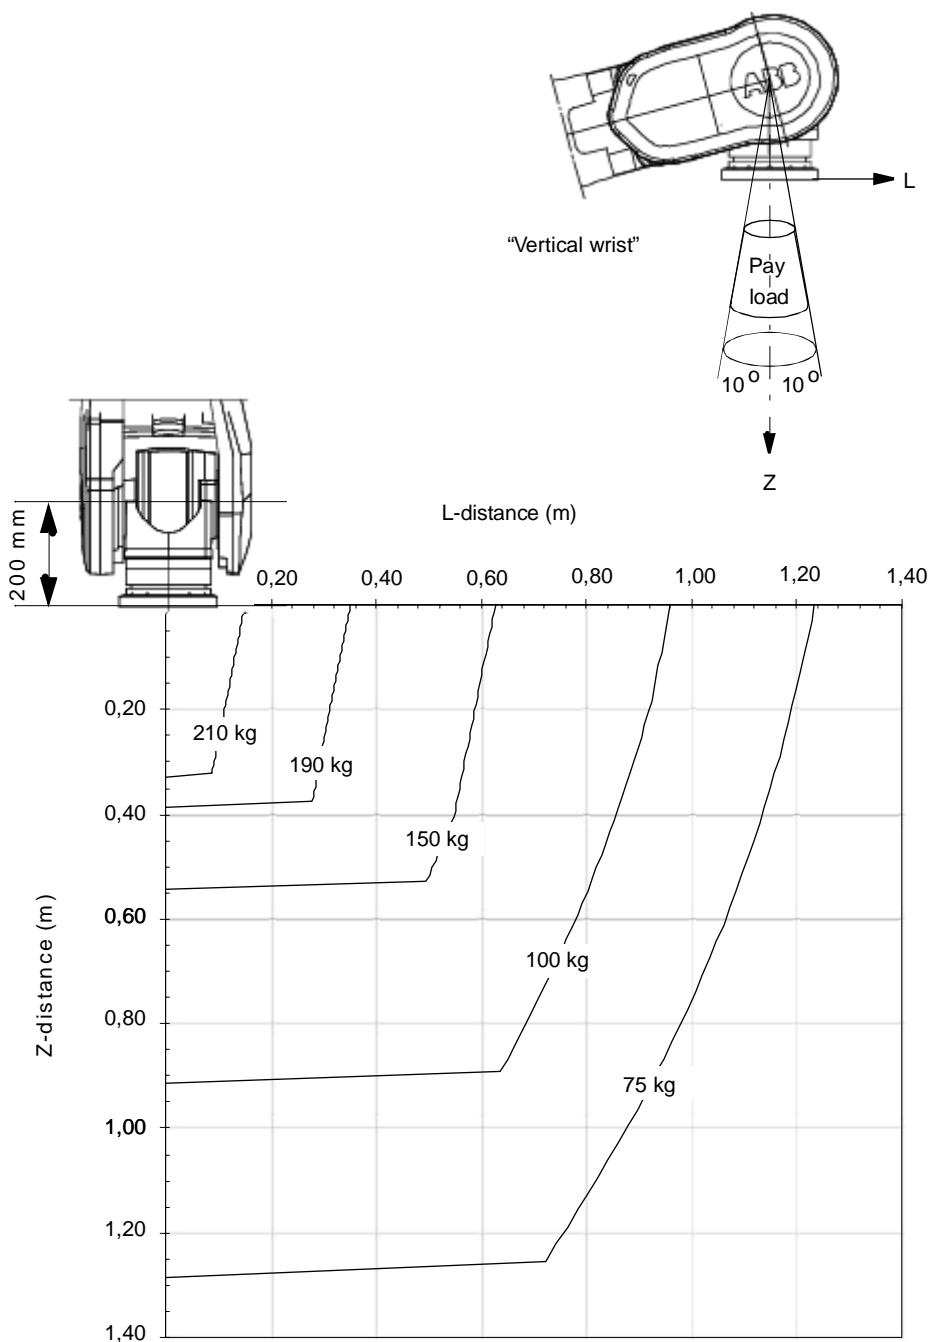 ABB
L
“Vertical wrist”
Pay
load
10° 10°
Z
L-distance (m)
200 mm
0,20 0,40 0,60 0,80 1,00 1,20 1,40
0,20
210 kg
190 kg
0,40
150 kg
0,60
100 kg
0,80
Z-distance (m)
75 kg
1,00
1,20
1,40